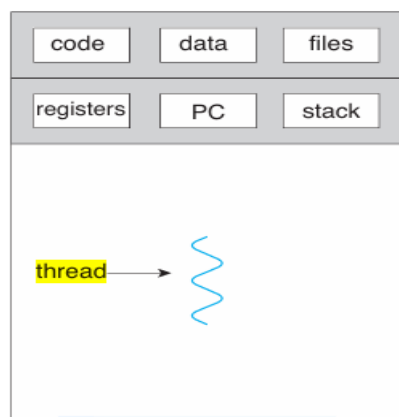 code data files
registers PC stack
thread